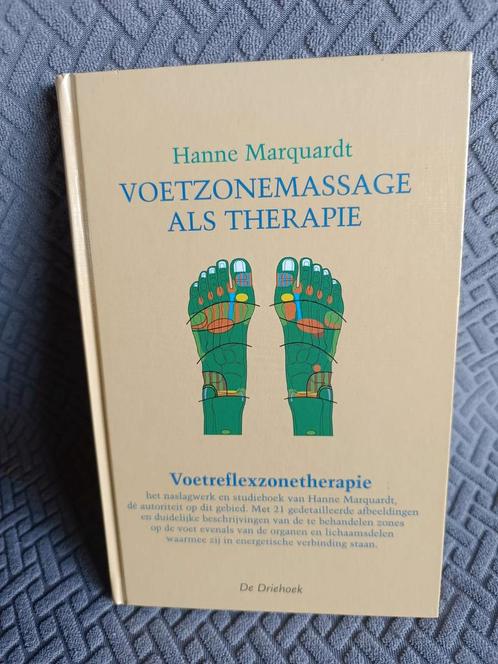 Hanne Marquardt
VOETZONEMASSAGE
ALS THERAPIE
Voetreflexzonetherapie
het naslagwerk en studieboek van Hanne Marquardt,
dé autoriteit op dit gebied. Met 21 gedetailleerde afbeeldingen
en duidelijke beschrijvingen van de te behandelen zones
op de voet evenals van de organen en lichaamsdelen
waarmee zij in energetische verbinding staan.
De Driehoek